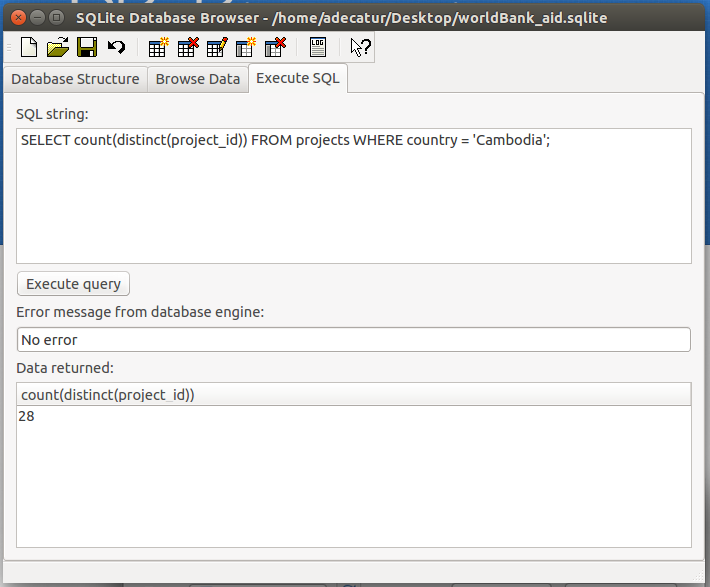 SQLite Database Browser - /home/adecatur/Desktop/worldBank_aid.sqlite
LOG
Database Structure Browse Data Execute SQL
SQL string:
SELECT count(distinct(project_id)) FROM projects WHERE country = 'Cambodia';
Execute query
Error message from database engine:
No error
Data returned:
count(distinct(project_id))
28